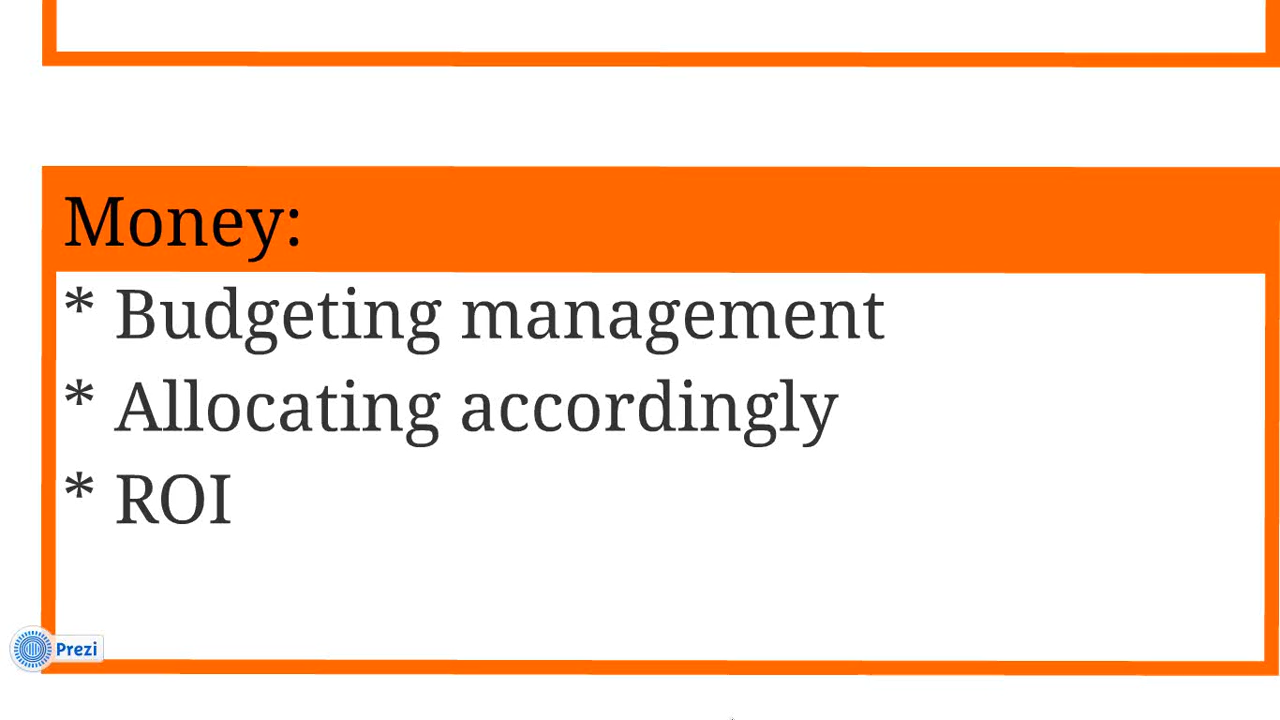 Money:
* Budgeting management
* Allocating accordingly
* ROI
Prezi